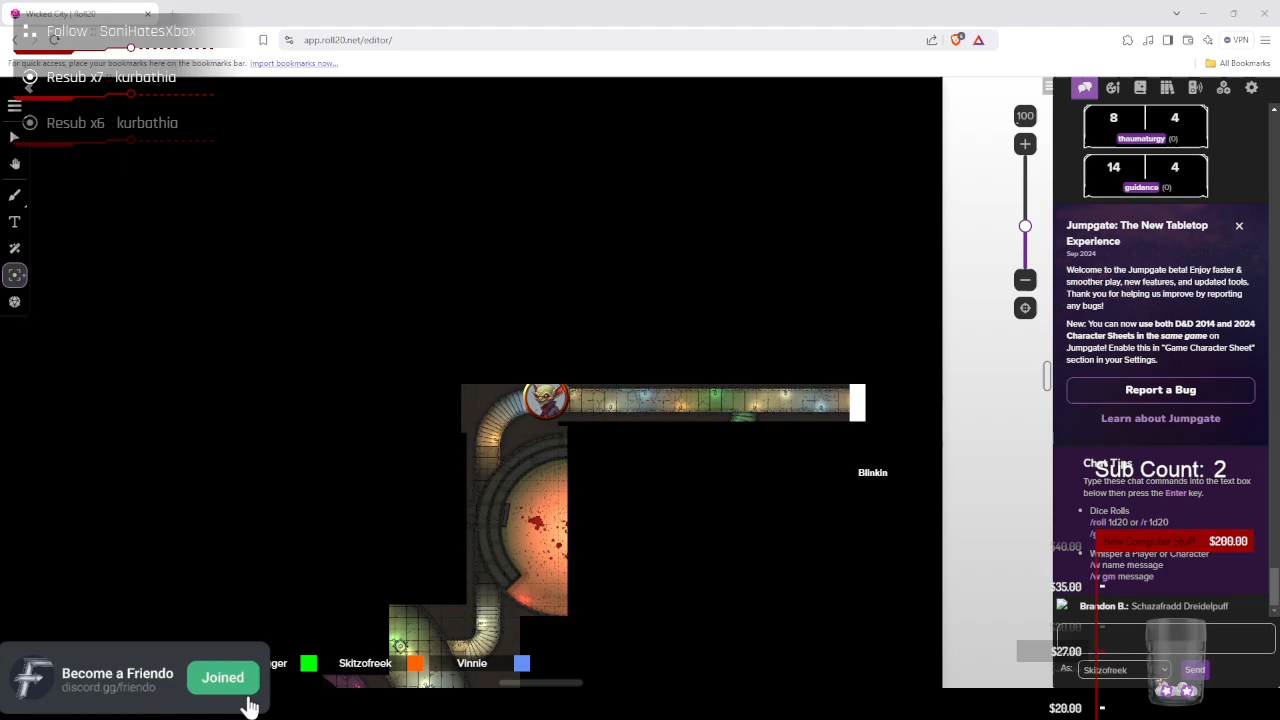 Wicked City | Roll20
Follow :: SaniHatesXbox
app.roll20.net/editor/
VPN
For quick access, place your bookmarks here on the bookmarks bar. Import bookmarks now...
All Bookmarks
Resub x7 kurbathia
Resub x6 kurbathia
100
8 4
thaumaturgy (0)
14 4
guidance (0)
Jumpgate: The New Tabletop
Experience
Sep 2024
Welcome to the Jumpgate beta! Enjoy faster &
smoother play, new features, and updated tools.
Thank you for helping us improve by reporting
any bugs!
New: You can now use both D&D 2014 and 2024
Character Sheets in the same game on
Jumpgate! Enable this in "Game Character Sheet"
section in your Settings.
Report a Bug
Learn about Jumpgate
Chat Tips
Sub Count: 2
Type these chat commands into the text box
below then press the Enter key.
Dice Rolls
/roll 1d20 or /r 1d20
New Computer Stuff $200.00
$40.00
Whisper a Player or Character
/w name message
/w gm message
$35.00
Brandon B.: Schazafradd Dreidelpuff
$30.00
$27.00
As: Skitzofreek Send
$20.00
Blinkin
nger
Skitzofreek
Vinnie
Become a Friendo
discord.gg/friendo
Joined